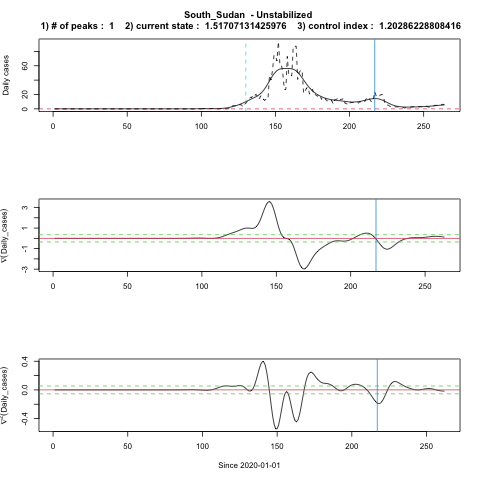 South_Sudan - Unstabilized
1) # of peaks : 1 2) current state : 1.51707131425976 3) control index : 1.20286228808416
Daily cases
60
20
0
0 50 100 150 200 250
∇(Daily_cases)
3
1
-1
-3
0 50 100 150 200 250
∇²(Daily_cases)
0.4
0.0
-0.4
0 50 100 150 200 250
Since 2020-01-01